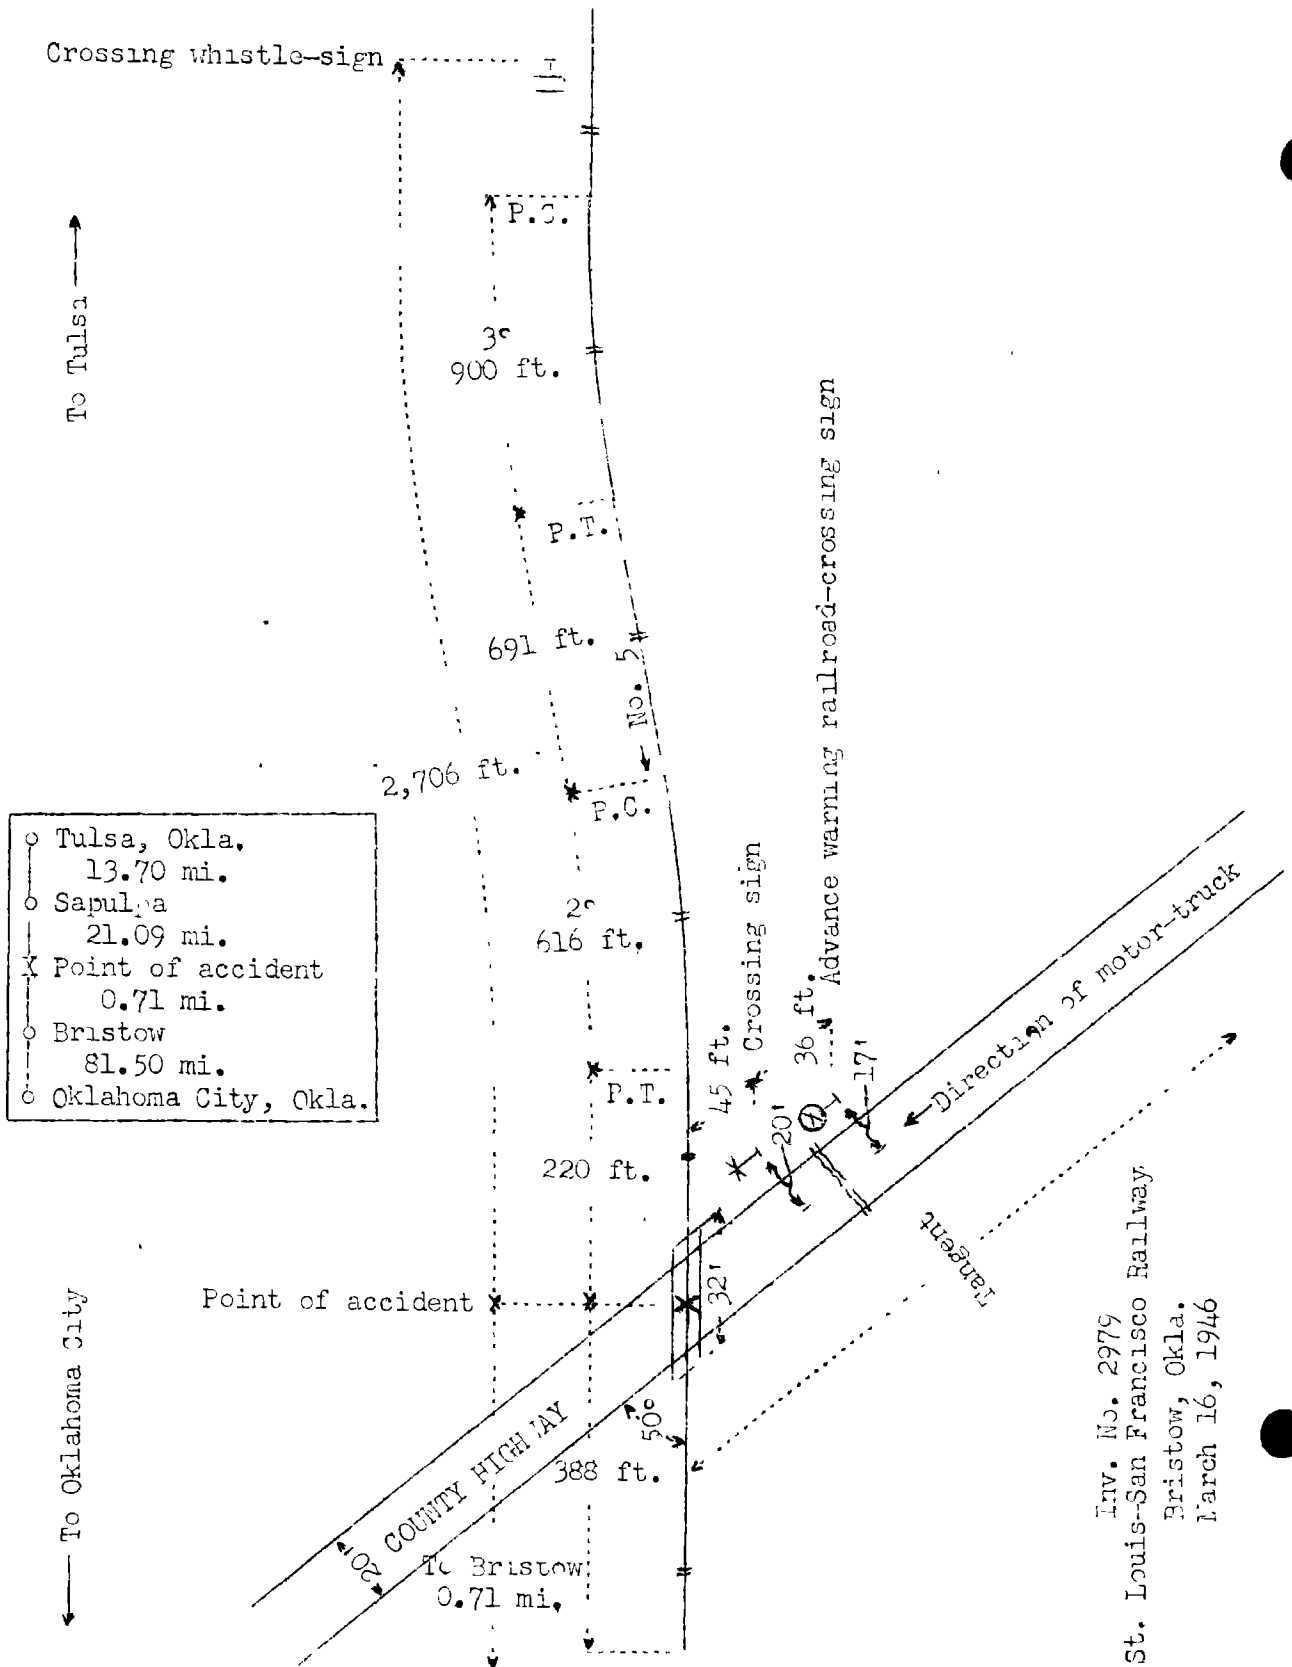 Crossing whistle-sign
To Tulsa
P.C.
3°
900 ft.
P.T.
691 ft.
No. 5
2,706 ft.
P.C.
2°
616 ft.
P.T.
220 ft.
Tulsa, Okla.
13.70 mi.
Sapulpa
21.09 mi.
X Point of accident
0.71 mi.
Bristow
81.50 mi.
Oklahoma City, Okla.
Advance warning railroad-crossing sign
36 ft.
Crossing sign
45 ft.
20'
17'
Direction of motor-truck
Tangent
32'
Point of accident
50°
388 ft.
COUNTY HIGHWAY
20'
To Bristow
0.71 mi.
To Oklahoma City
Inv. No. 2979
St. Louis-San Francisco Railway
Bristow, Okla.
March 16, 1946